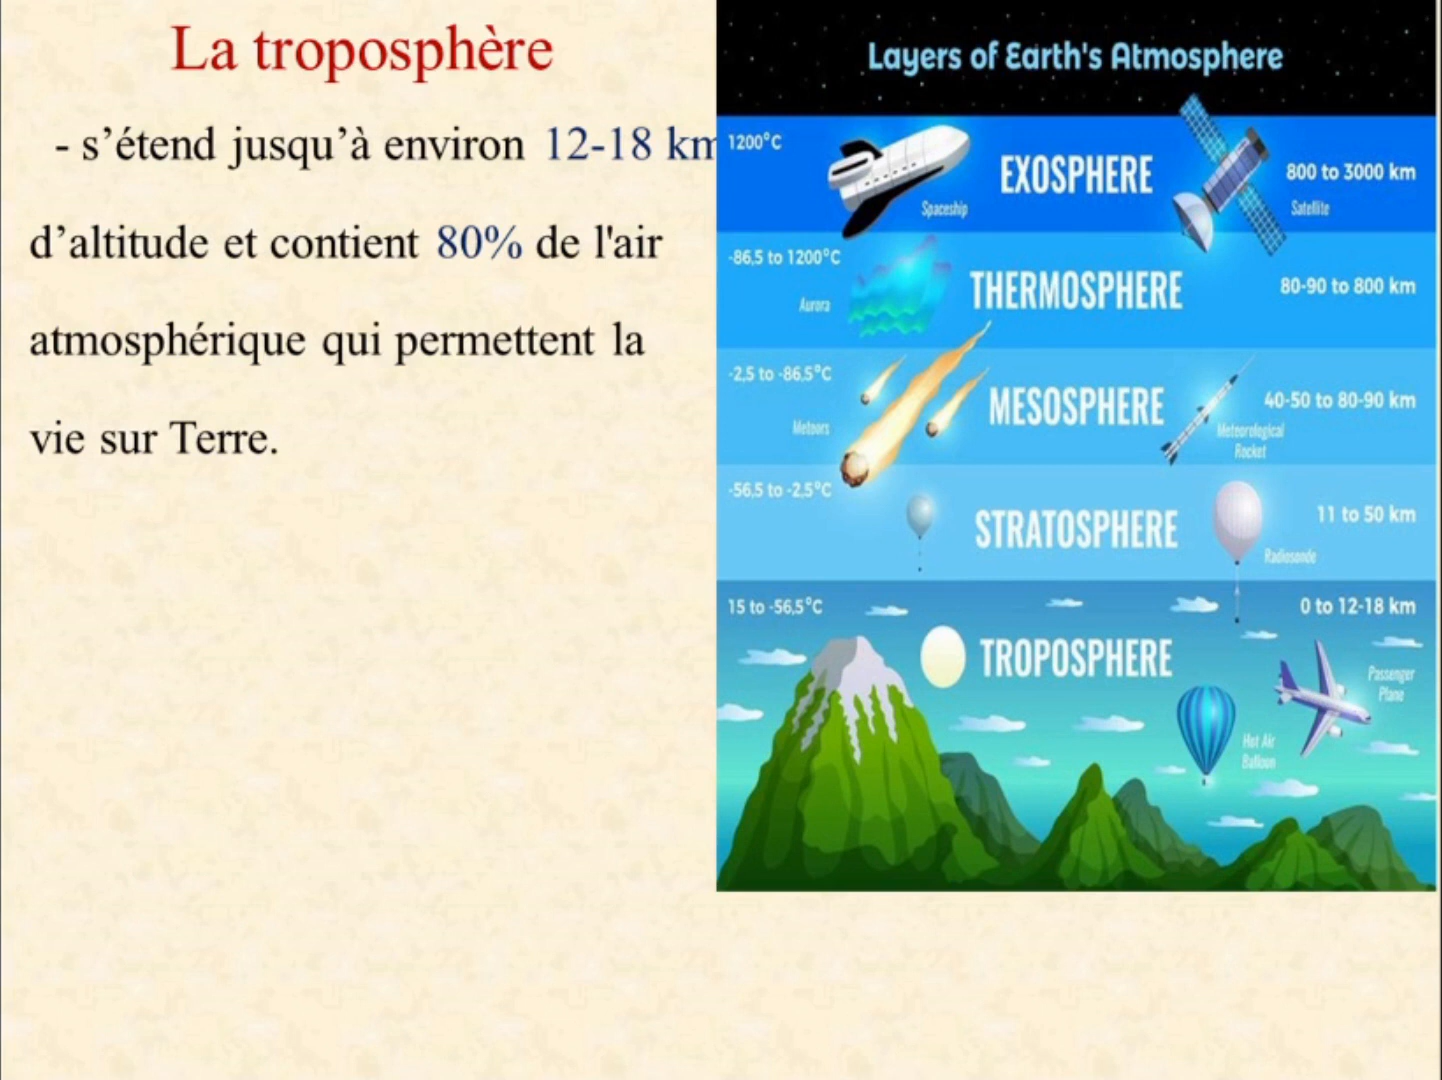 La troposphère
- s’étend jusqu’à environ 12-18 km
d’altitude et contient 80% de l'air
atmosphérique qui permettent la
vie sur Terre.
Layers of Earth's Atmosphere
1200°C
EXOSPHERE
800 to 3000 km
Spaceship
Satellite
-86,5 to 1200°C
THERMOSPHERE
80-90 to 800 km
Aurora
-2,5 to -86,5°C
MESOSPHERE
40-50 to 80-90 km
Meteors
Meteorological
Rocket
-56,5 to -2,5°C
STRATOSPHERE
11 to 50 km
Radiosonde
15 to -56,5°C
0 to 12-18 km
TROPOSPHERE
Passenger
Plane
Hot Air
Balloon